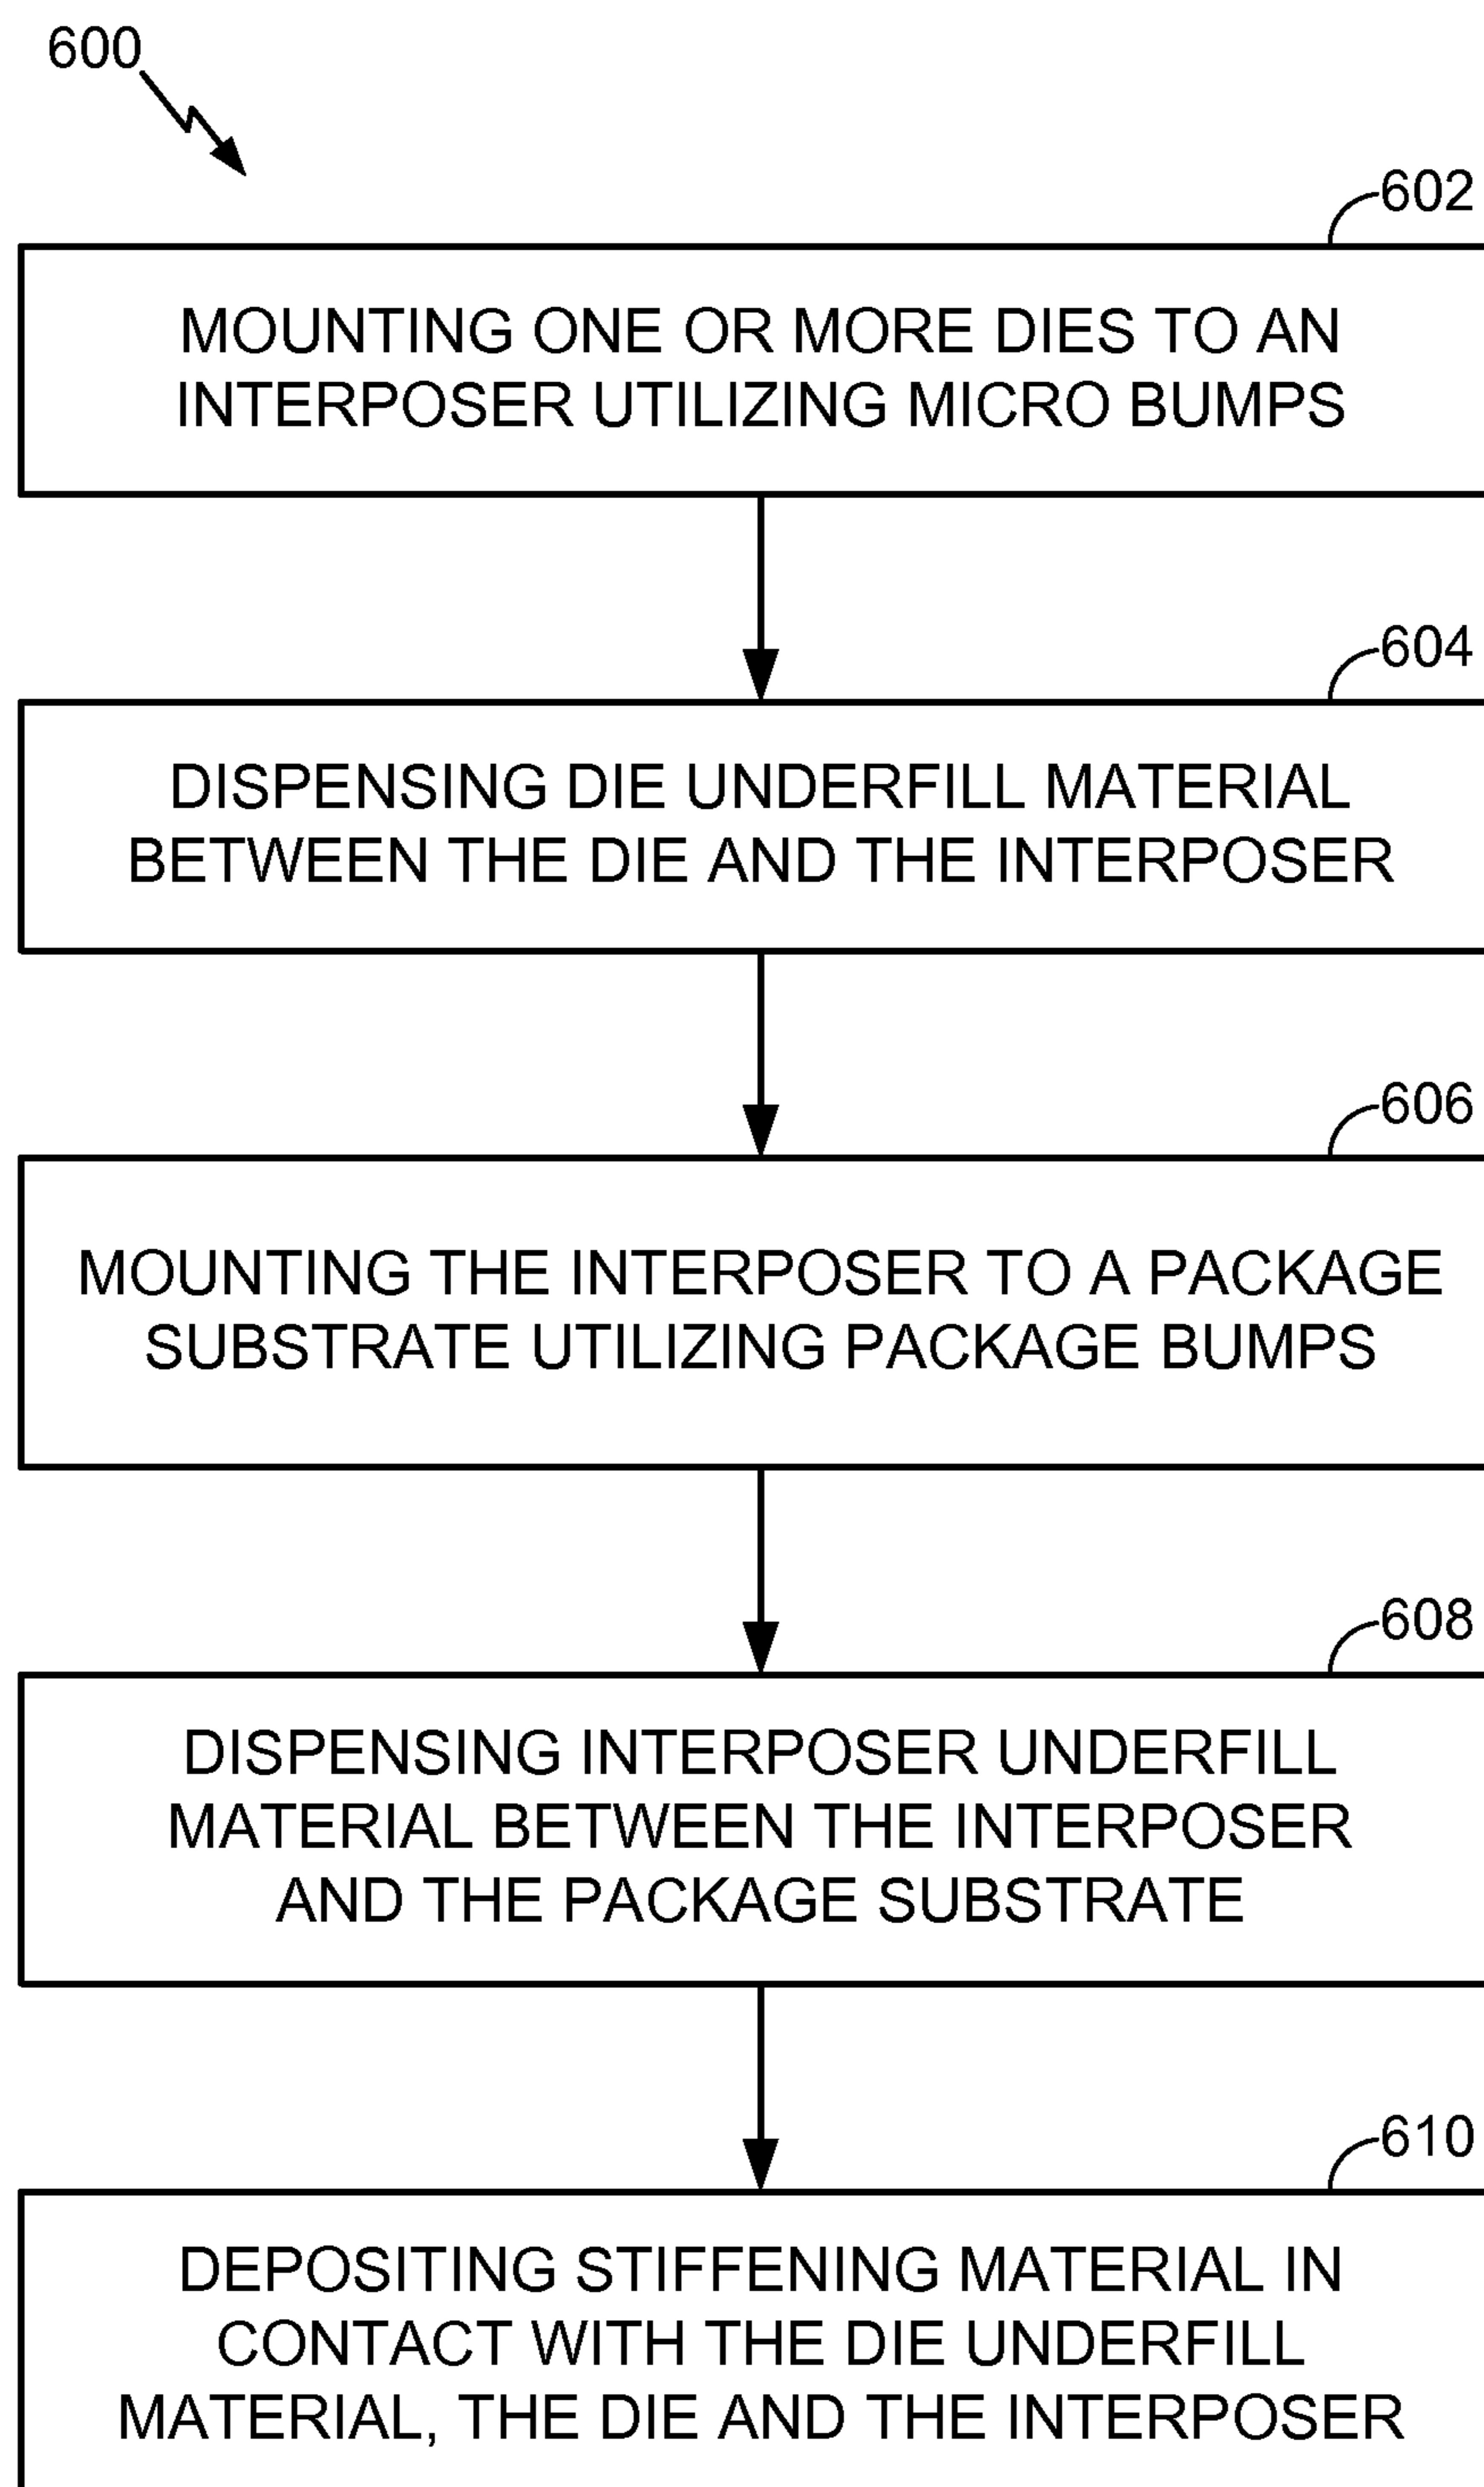 600
602
MOUNTING ONE OR MORE DIES TO AN
INTERPOSER UTILIZING MICRO BUMPS
604
DISPENSING DIE UNDERFILL MATERIAL
BETWEEN THE DIE AND THE INTERPOSER
606
MOUNTING THE INTERPOSER TO A PACKAGE
SUBSTRATE UTILIZING PACKAGE BUMPS
608
DISPENSING INTERPOSER UNDERFILL
MATERIAL BETWEEN THE INTERPOSER
AND THE PACKAGE SUBSTRATE
610
DEPOSITING STIFFENING MATERIAL IN
CONTACT WITH THE DIE UNDERFILL
MATERIAL, THE DIE AND THE INTERPOSER